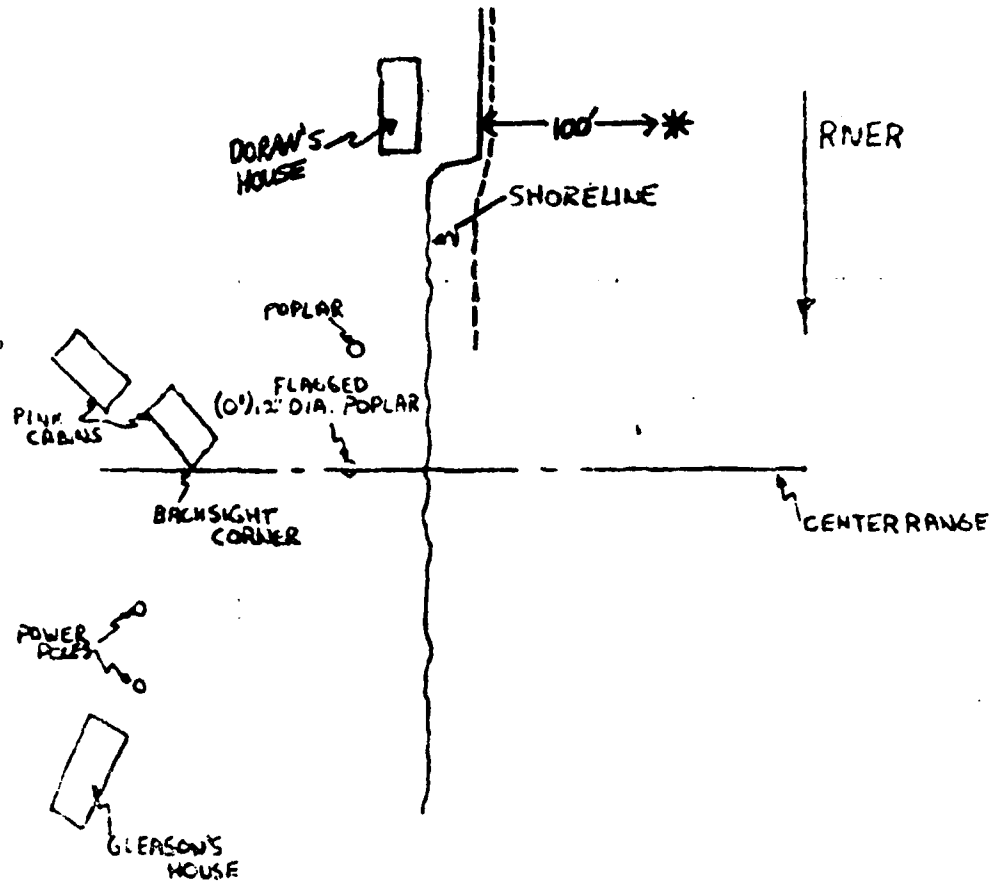 DORAN'S
HOUSE
100'
RIVER
SHORELINE
POPLAR
FLAGGED
(0') 12" DIA. POPLAR
PINK
CABINS
BACKSIGHT
CORNER
CENTER RANGE
POWER
POLES
GLEASON'S
HOUSE